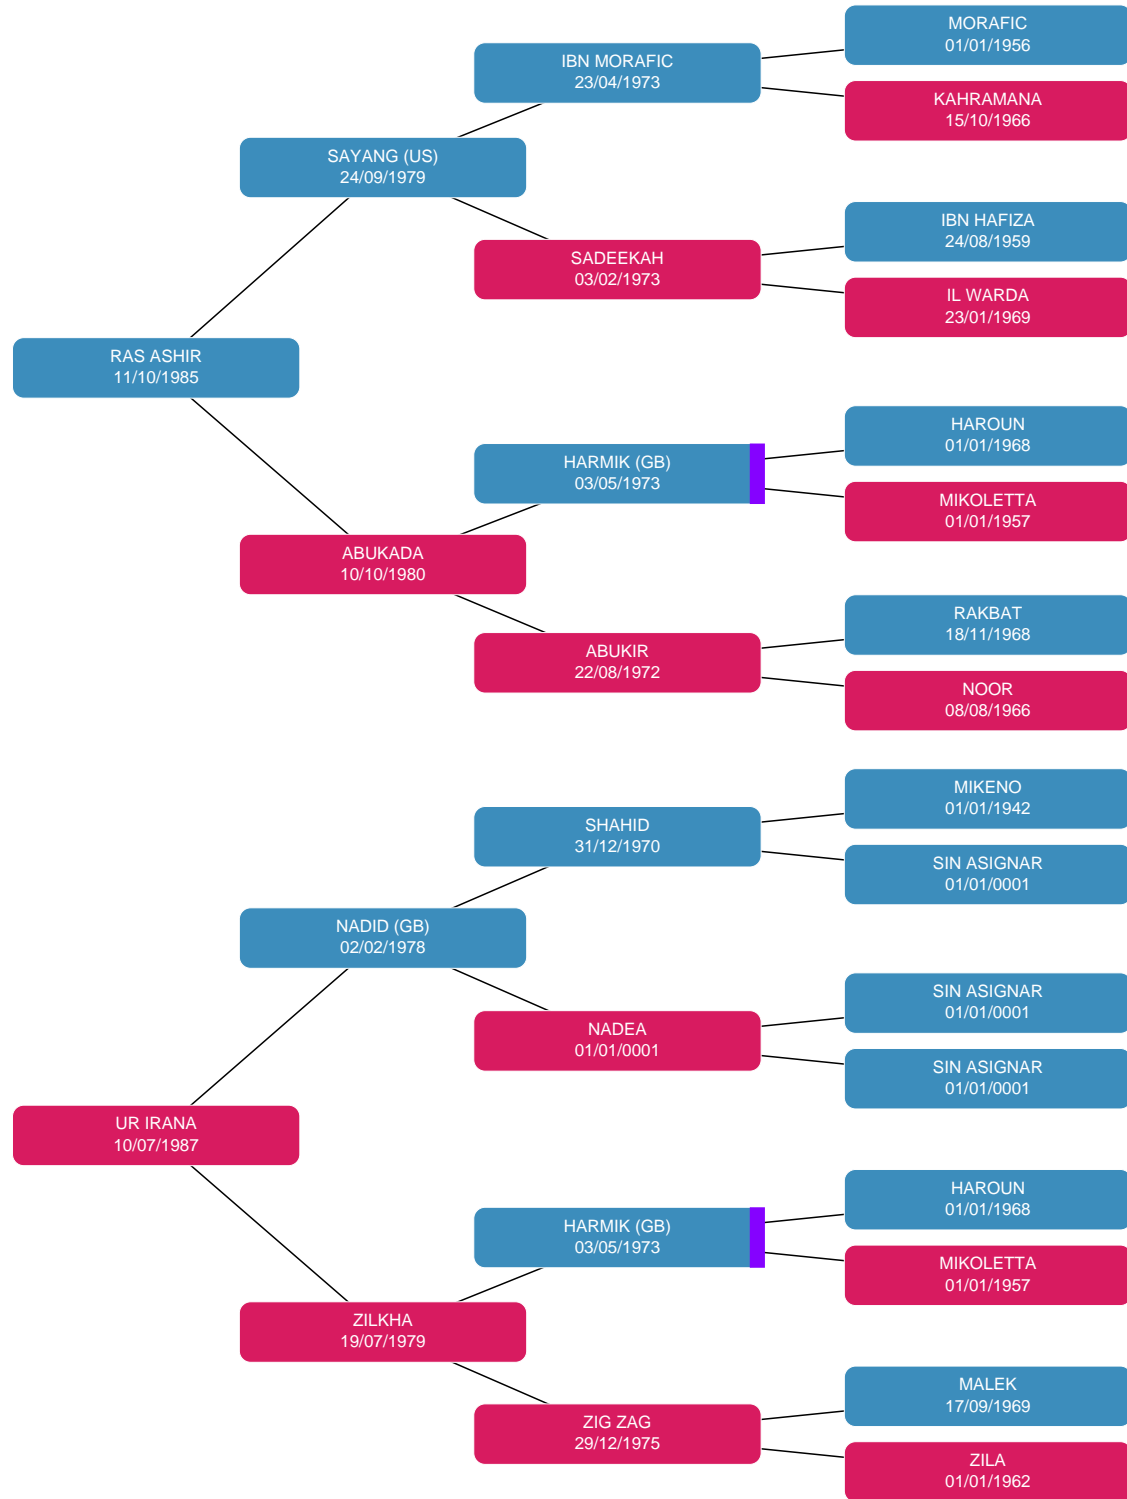 MORAFIC
01/01/1956
IBN MORAFIC
23/04/1973
KAHRAMANA
15/10/1966
SAYANG (US)
24/09/1979
IBN HAFIZA
24/08/1959
SADEEKAH
03/02/1973
IL WARDA
23/01/1969
RAS ASHIR
11/10/1985
HAROUN
01/01/1968
HARMIK (GB)
03/05/1973
MIKOLETTA
01/01/1957
ABUKADA
10/10/1980
RAKBAT
18/11/1968
ABUKIR
22/08/1972
NOOR
08/08/1966
MIKENO
01/01/1942
SHAHID
31/12/1970
SIN ASIGNAR
01/01/0001
NADID (GB)
02/02/1978
SIN ASIGNAR
01/01/0001
NADEA
01/01/0001
SIN ASIGNAR
01/01/0001
UR IRANA
10/07/1987
HAROUN
01/01/1968
HARMIK (GB)
03/05/1973
MIKOLETTA
01/01/1957
ZILKHA
19/07/1979
MALEK
17/09/1969
ZIG ZAG
29/12/1975
ZILA
01/01/1962